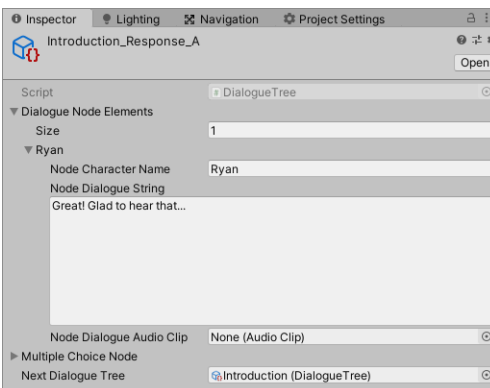 Inspector Lighting Navigation Project Settings
Introduction_Response_A
Open
Script DialogueTree
Dialogue Node Elements
Size 1
Ryan
Node Character Name Ryan
Node Dialogue String
Great! Glad to hear that...
Node Dialogue Audio Clip None (Audio Clip)
Multiple Choice Node
Next Dialogue Tree Introduction (DialogueTree)